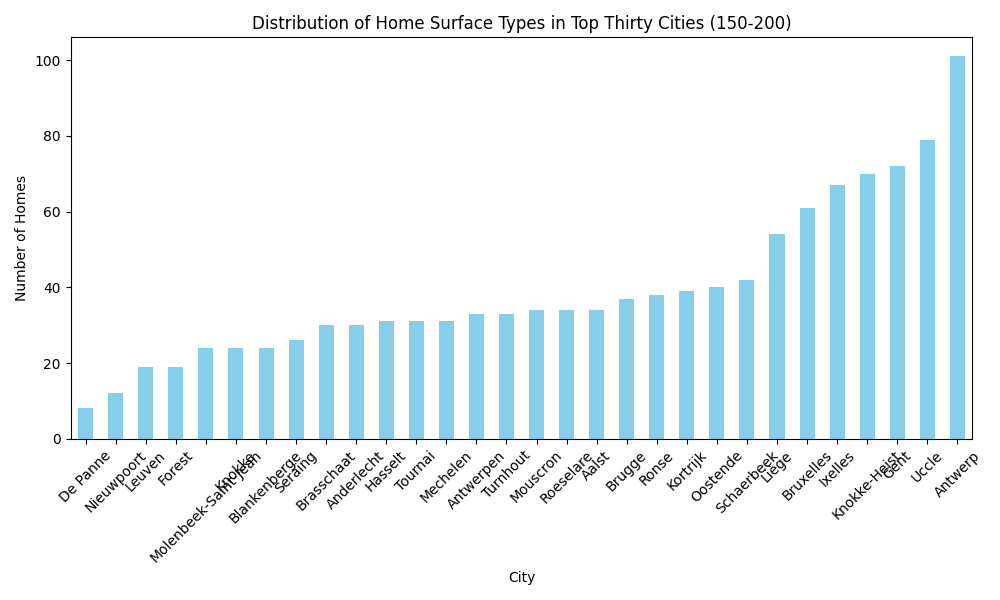 Distribution of Home Surface Types in Top Thirty Cities (150-200)
Number of Homes
100
80
60
40
20
0
De Panne
Nieuwpoort
Leuven
Forest
Molenbeek-Saint-Jean
Knokke
Blankenberge
Seraing
Brasschaat
Anderlecht
Hasselt
Tournai
Mechelen
Antwerpen
Turnhout
Mouscron
Roeselare
Aalst
Brugge
Ronse
Kortrijk
Oostende
Schaerbeek
Liège
Bruxelles
Ixelles
Knokke-Heist
Gent
Uccle
Antwerp
City